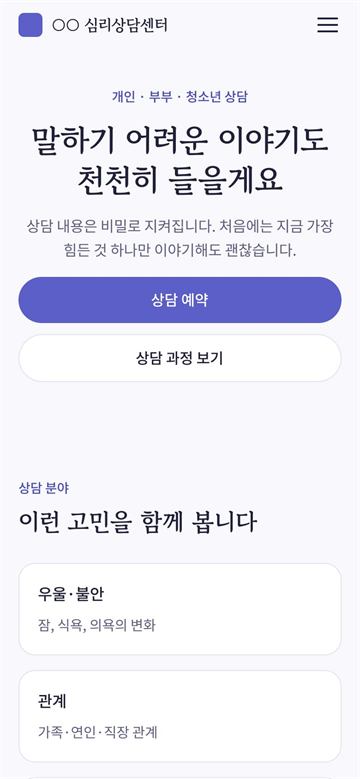 ○○ 심리상담센터
개인 · 부부 · 청소년 상담
말하기 어려운 이야기도
천천히 들을게요
상담 내용은 비밀로 지켜집니다. 처음에는 지금 가장
힘든 것 하나만 이야기해도 괜찮습니다.
상담 예약
상담 과정 보기
상담 분야
이런 고민을 함께 봅니다
우울·불안
잠, 식욕, 의욕의 변화
관계
가족·연인·직장 관계